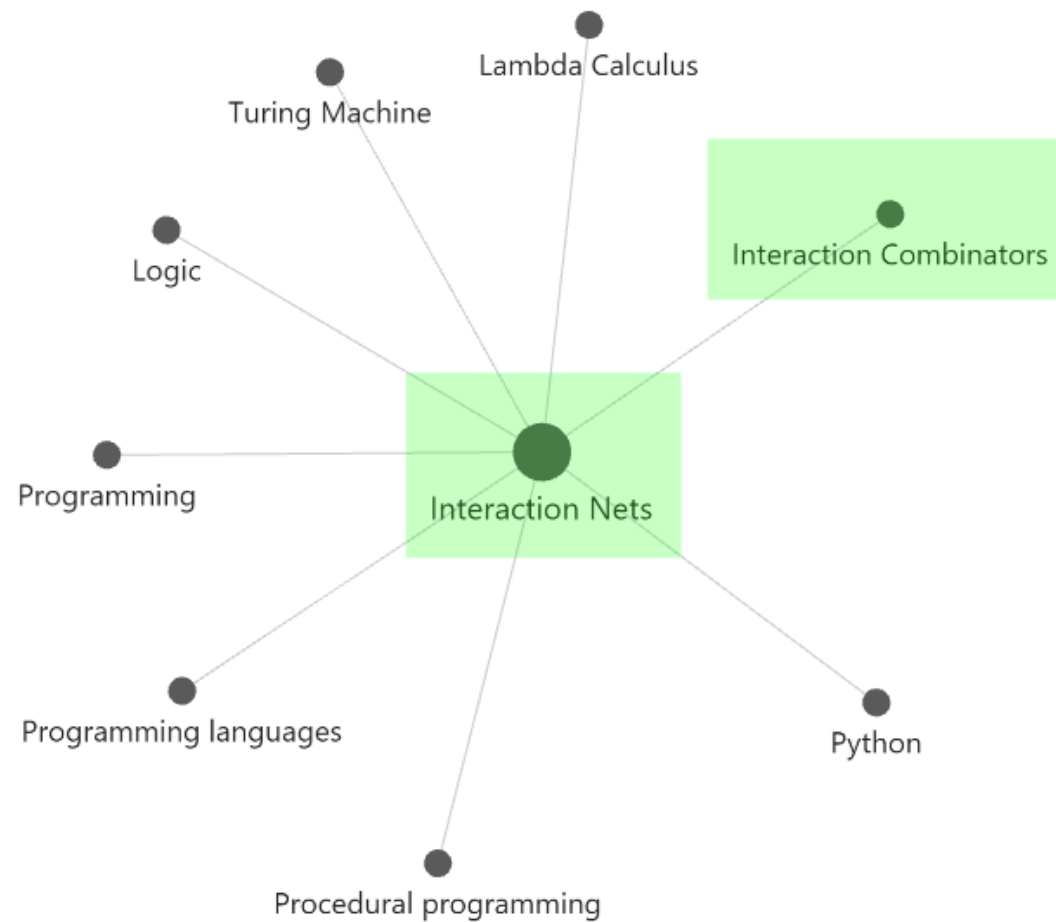 Lambda Calculus
Turing Machine
Interaction Combinators
Logic
Programming
Interaction Nets
Programming languages
Python
Procedural programming